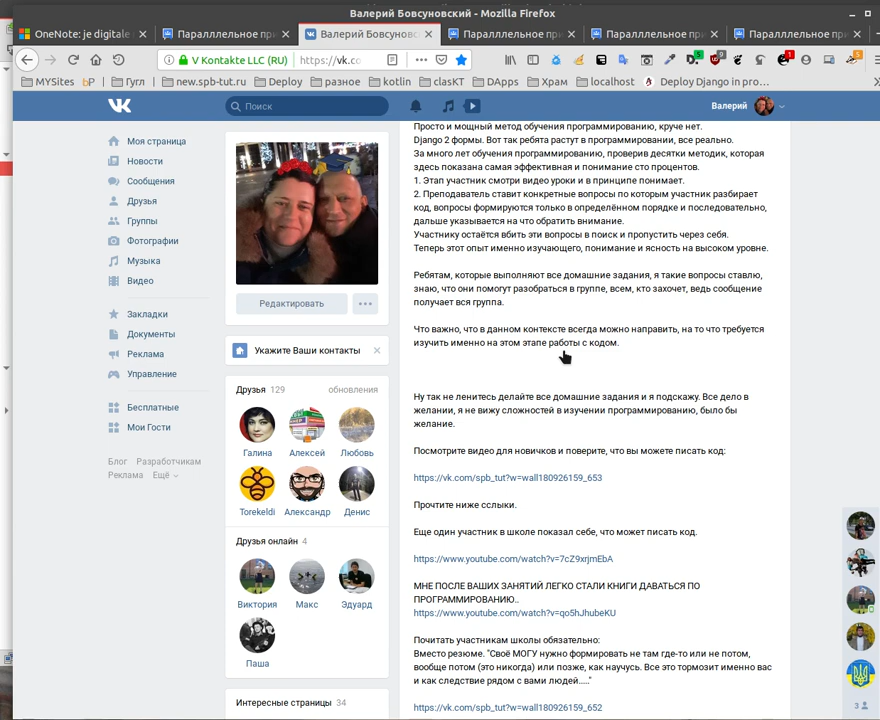 Валерий Бовсуновский - Mozilla Firefox
OneNote: je digitale
Параллельное при
Валерий Бовсуновс
Параллельное при
Параллельное при
Параллельное при
V Kontakte LLC (RU)
https://vk.co
MYSites
bP
Гугл
new.spb-tut.ru
Deploy
разное
kotlin
clasKT
DApps
Храм
localhost
Deploy Django in pro…
Поиск
Валерий
Моя страница
Новости
Сообщения
Друзья
Группы
Фотографии
Музыка
Видео
Закладки
Документы
Реклама
Управление
Бесплатные
Мои Гости
Блог Разработчикам
Реклама Ещё
Редактировать
Укажите Ваши контакты
Друзья 129 обновления
Галина Алексей Любовь
Torekeldi Александр Денис
Друзья онлайн 4
Виктория Макс Эдуард
Паша
Интересные страницы 34
Просто и мощный метод обучения программированию, круче нет.
Django 2 формы. Вот так ребята растут в программировании, все реально.
За много лет обучения программированию, проверив десятки методик, которая
здесь показана самая эффективная и понимание сто процентов.
1. Этап участник смотри видео уроки и в принципе понимает.
2. Преподаватель ставит конкретные вопросы по которым участник разбирает
код, вопросы формируются только в определённом порядке и последовательно,
дальше указывается на что обратить внимание.
Участнику остаётся вбить эти вопросы в поиск и пропустить через себя.
Теперь этот опыт именно изучающего, понимание и ясность на высоком уровне.
Ребятам, которые выполняют все домашние задания, я такие вопросы ставлю,
знаю, что они помогут разобраться в группе, всем, кто захочет, ведь сообщение
получает вся группа.
Что важно, что в данном контексте всегда можно направить, на то что требуется
изучить именно на этом этапе работы с кодом.
Ну так не ленитесь делайте все домашние задания и я подскажу. Все дело в
желании, я не вижу сложностей в изучении программированию, было бы
желание.
Посмотрите видео для новичков и поверите, что вы можете писать код:
https://vk.com/spb_tut?w=wall180926159_653
Прочтите ниже сслыки.
Еще один участник в школе показал себе, что может писать код.
https://www.youtube.com/watch?v=7cZ9xrjmEbA
МНЕ ПОСЛЕ ВАШИХ ЗАНЯТИЙ ЛЕГКО СТАЛИ КНИГИ ДАВАТЬСЯ ПО
ПРОГРАММИРОВАНИЮ..
https://www.youtube.com/watch?v=qo5hJhubeKU
Почитать участникам школы обязательно:
Вместо резюме. "Своё МОГУ нужно формировать не там где-то или не потом,
вообще потом (это никогда) или позже, как научусь. Все это тормозит именно вас
и как следствие рядом с вами людей....."
https://vk.com/spb_tut?w=wall180926159_652
3